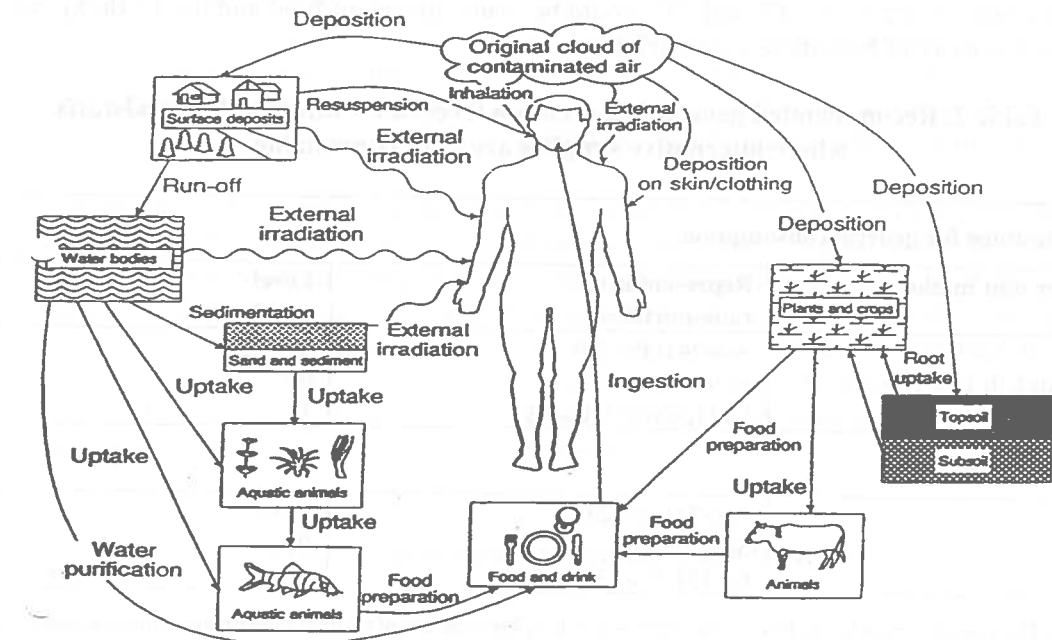 Deposition
Original cloud of
contaminated air
Inhalation
Resuspension
Surface deposits
External
irradiation
External
irradiation
Deposition
on skin/clothing
Deposition
Deposition
Run-off
External
irradiation
Water bodies
Plants and crops
Sedimentation
External
irradiation
Sand and sediment
Root
uptake
Uptake
Uptake
Ingestion
Topsoil
Subsoil
Food
preparation
Uptake
Aquatic animals
Uptake
Uptake
Water
purification
Food
preparation
Food and drink
Animals
Food
preparation
Aquatic animals